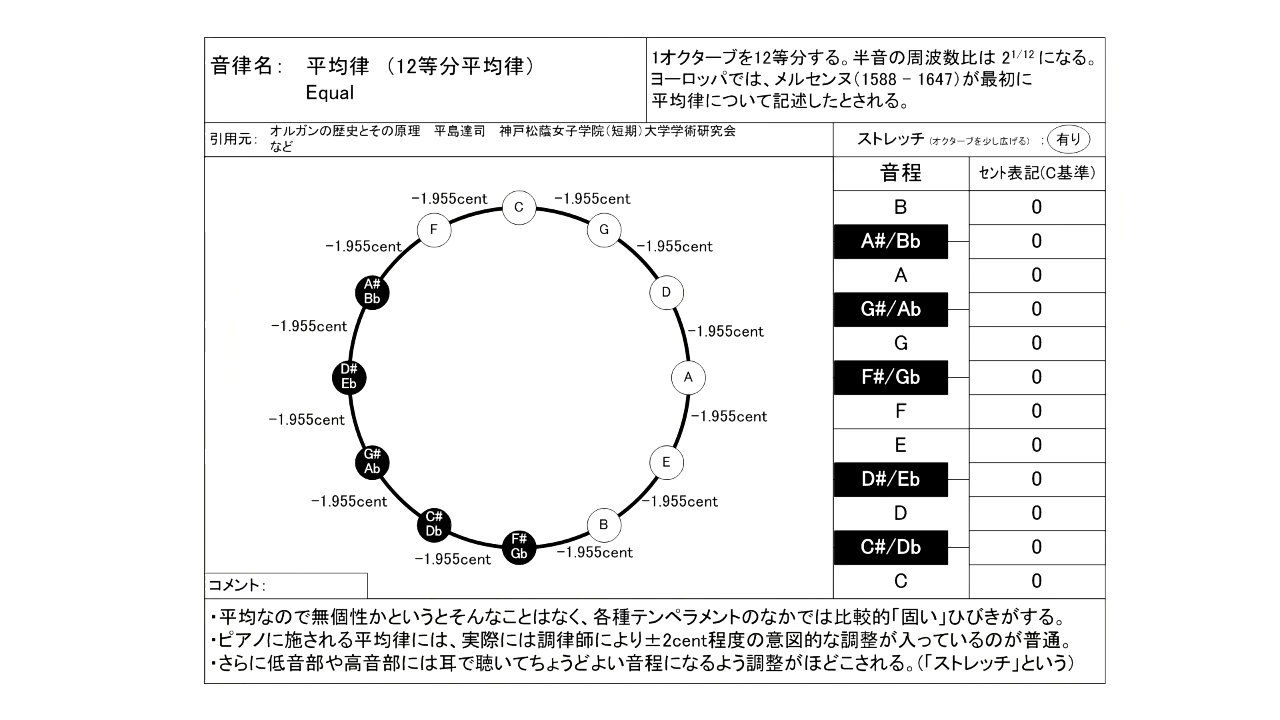 音律名： 平均律 （12等分平均律）
Equal
1オクターブを12等分する。半音の周波数比は 2^1/12 になる。
ヨーロッパでは、メルセンヌ（1588 − 1647）が最初に
平均律について記述したとされる。
引用元： オルガンの歴史とその原理 平島達司 神戸松蔭女子学院（短期）大学学術研究会
など
ストレッチ （オクターブを少し広げる） ： 有り
音程 セント表記（C基準）
B 0
A#/Bb 0
A 0
G#/Ab 0
G 0
F#/Gb 0
F 0
E 0
D#/Eb 0
D 0
C#/Db 0
C 0
C
−1.955cent
G
−1.955cent
D
−1.955cent
A
−1.955cent
E
−1.955cent
B
−1.955cent
F#
Gb
−1.955cent
C#
Db
−1.955cent
G#
Ab
−1.955cent
D#
Eb
−1.955cent
A#
Bb
−1.955cent
F
−1.955cent
コメント：
・平均なので無個性かというとそんなことはなく、各種テンペラメントのなかでは比較的「固い」ひびきがする。
・ピアノに施される平均律には、実際には調律師により±2cent程度の意図的な調整が入っているのが普通。
・さらに低音部や高音部には耳で聴いてちょうどよい音程になるよう調整がほどこされる。（「ストレッチ」という）